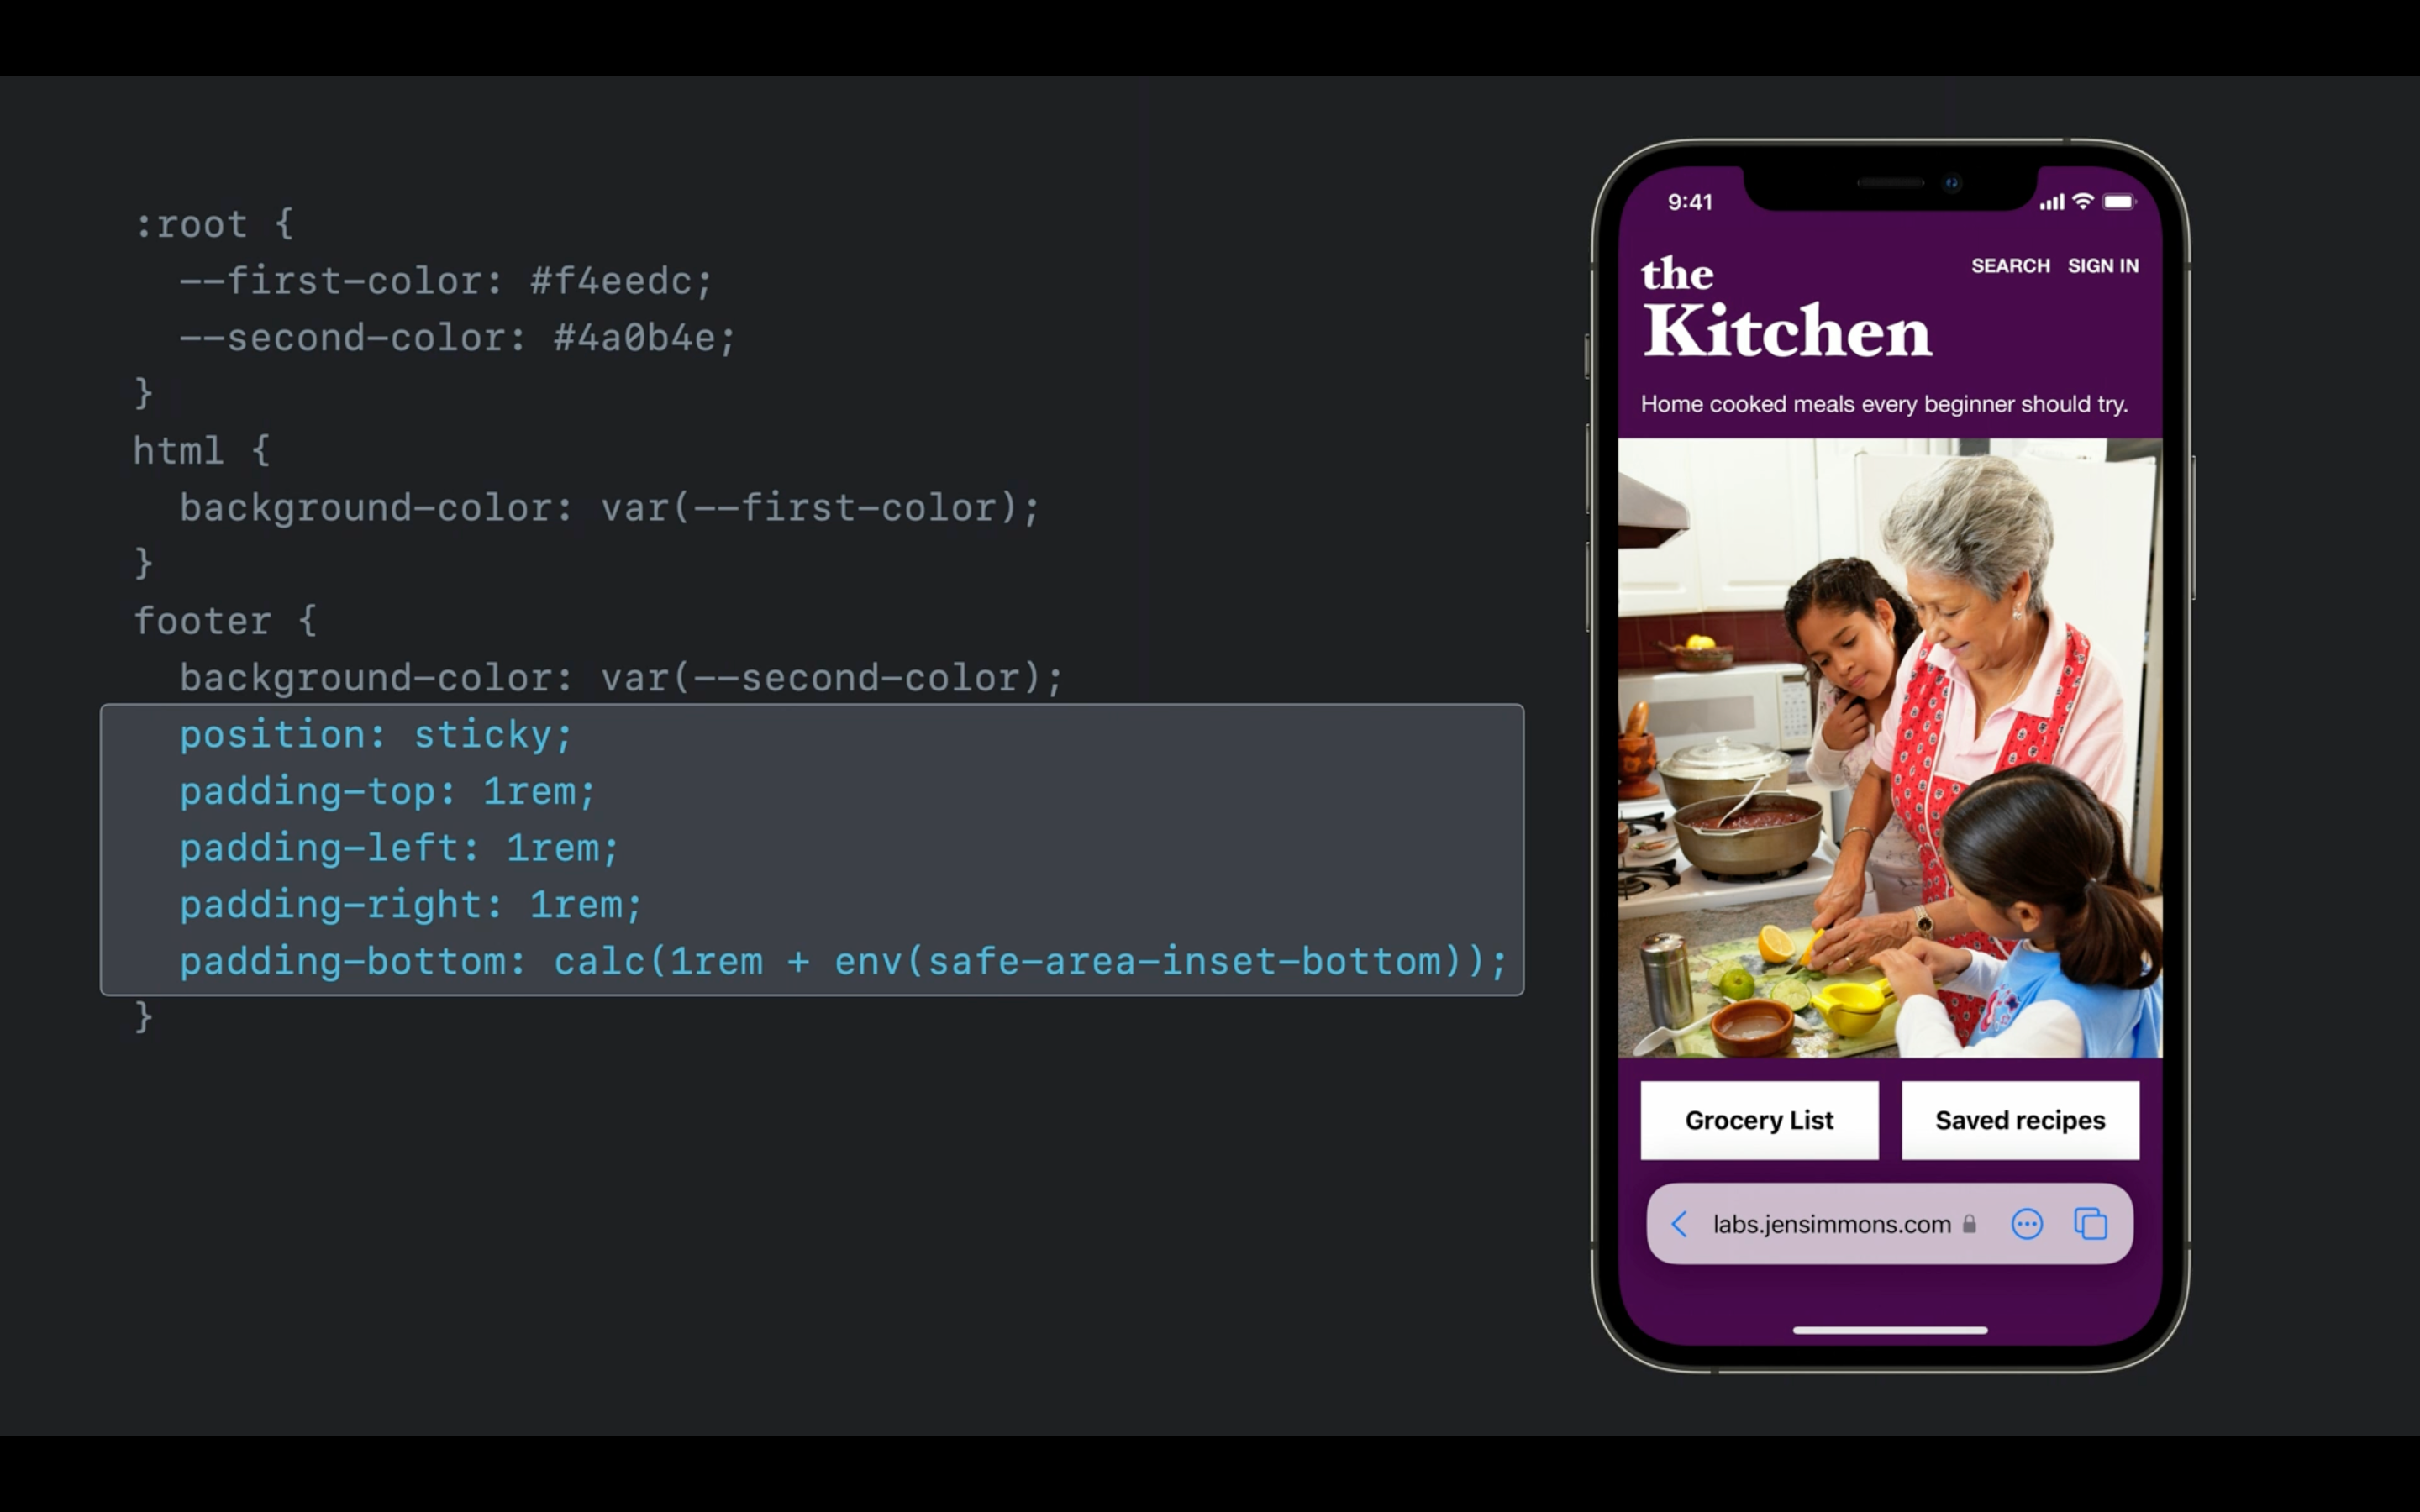 :root {
--first-color: #f4eedc;
--second-color: #4a0b4e;
}
html {
background-color: var(--first-color);
}
footer {
background-color: var(--second-color);
position: sticky;
padding-top: 1rem;
padding-left: 1rem;
padding-right: 1rem;
padding-bottom: calc(1rem + env(safe-area-inset-bottom));
}
9:41
the
Kitchen
SEARCH SIGN IN
Home cooked meals every beginner should try.
Grocery List
Saved recipes
labs.jensimmons.com